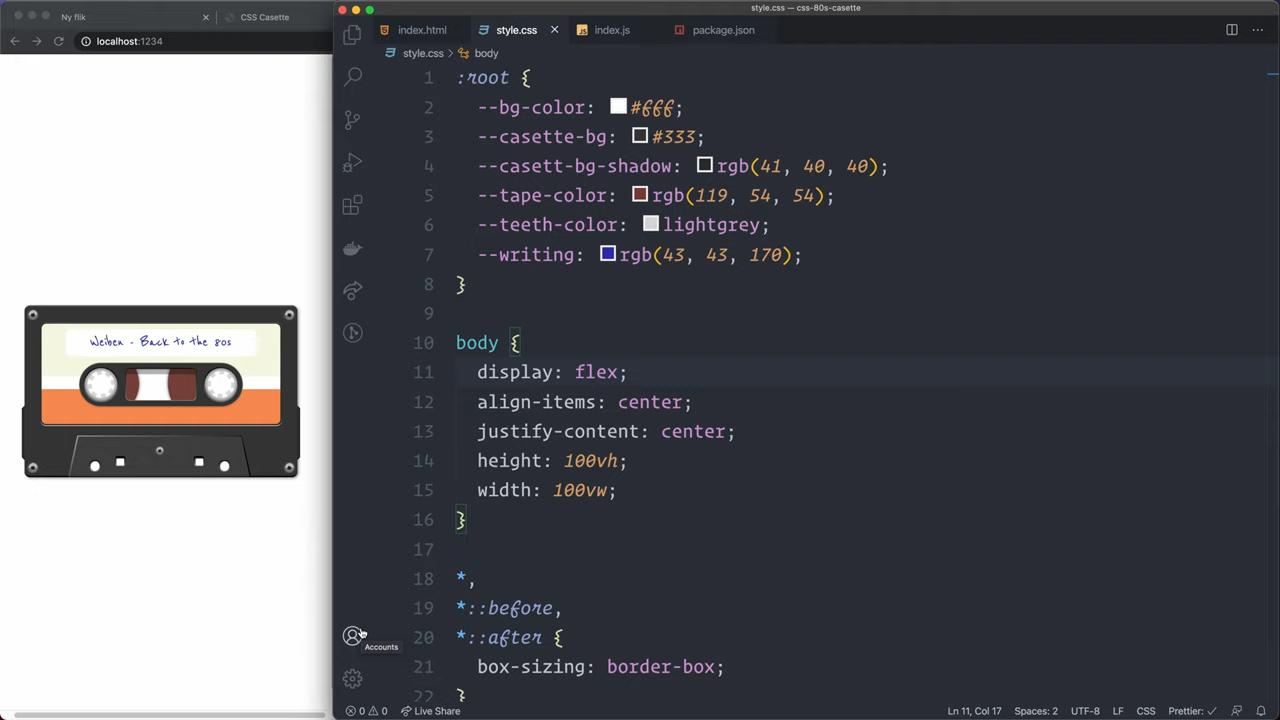 style.css — css-80s-casette
Ny flik
CSS Casette
index.html
style.css
index.js
package.json
localhost:1234
style.css
body
1 :root {
2 --bg-color: #fff;
3 --casette-bg: #333;
4 --casett-bg-shadow: rgb(41, 40, 40);
5 --tape-color: rgb(119, 54, 54);
6 --teeth-color: lightgrey;
7 --writing: rgb(43, 43, 170);
8 }
9
10 body {
11 display: flex;
12 align-items: center;
13 justify-content: center;
14 height: 100vh;
15 width: 100vw;
16 }
17
18 *,
19 *::before,
20 *::after {
21 box-sizing: border-box;
22 }
Weiben - Back to the 80s
Accounts
0 0
Live Share
Ln 11, Col 17
Spaces: 2
UTF-8
LF
CSS
Prettier: ✓